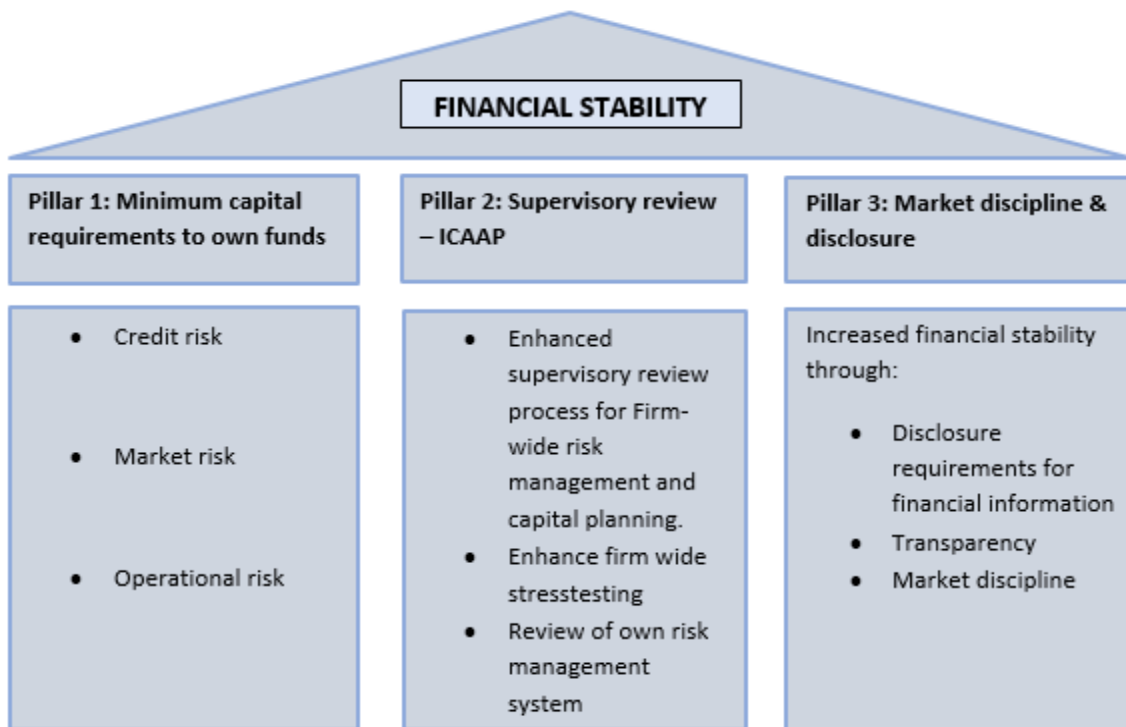 FINANCIAL STABILITY
Pillar 1: Minimum capital
requirements to own funds
Pillar 2: Supervisory review
– ICAAP
Pillar 3: Market discipline &
disclosure
• Credit risk
• Market risk
• Operational risk
• Enhanced
supervisory review
process for Firm-
wide risk
management and
capital planning.
• Enhance firm wide
stresstesting
• Review of own risk
management
system
Increased financial stability
through:
• Disclosure
requirements for
financial information
• Transparency
• Market discipline